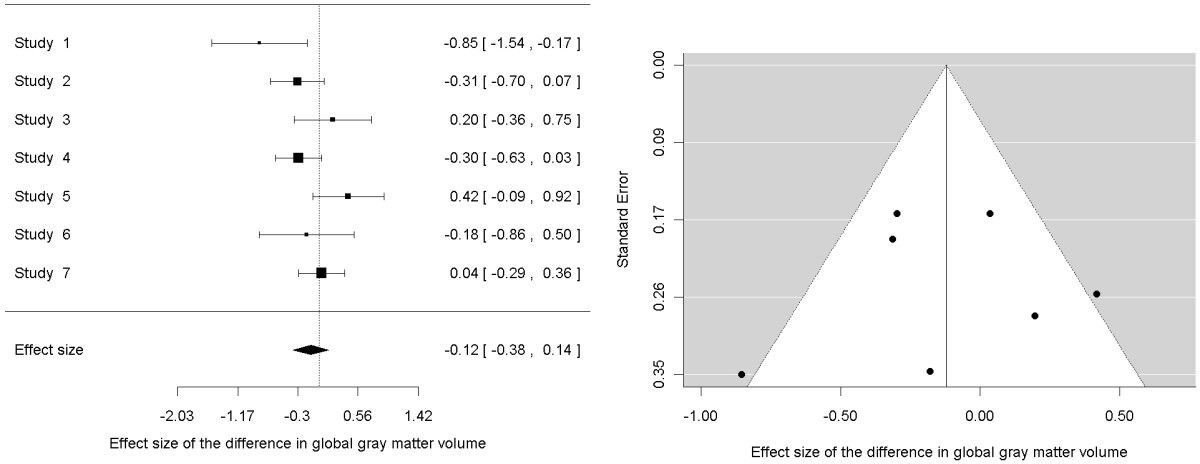 Study 1 -0.85 [ -1.54 , -0.17 ]
Study 2 -0.31 [ -0.70 , 0.07 ]
Study 3 0.20 [ -0.36 , 0.75 ]
Study 4 -0.30 [ -0.63 , 0.03 ]
Study 5 0.42 [ -0.09 , 0.92 ]
Study 6 -0.18 [ -0.86 , 0.50 ]
Study 7 0.04 [ -0.29 , 0.36 ]
Effect size -0.12 [ -0.38 , 0.14 ]
-2.03 -1.17 -0.3 0.56 1.42
Effect size of the difference in global gray matter volume
Standard Error
0.00
0.09
0.17
0.26
0.35
-1.00 -0.50 0.00 0.50
Effect size of the difference in global gray matter volume